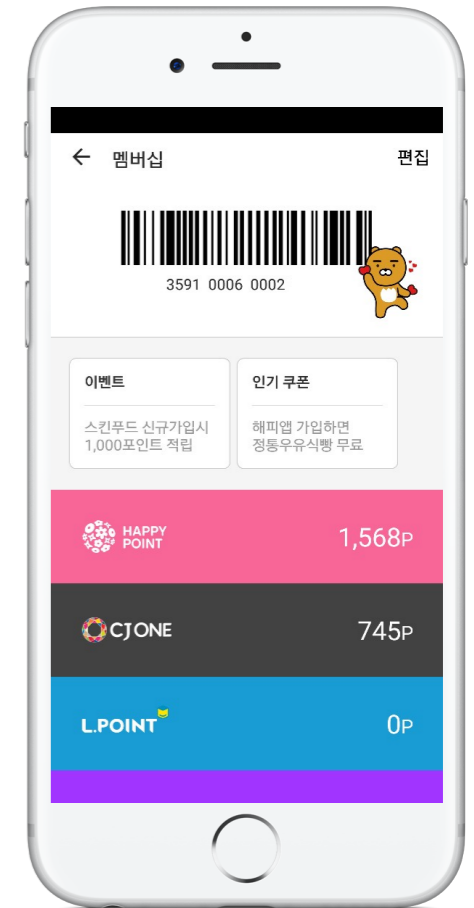 멤버십
편집
3591 0006 0002
이벤트
스킨푸드 신규가입시
1,000포인트 적립
인기 쿠폰
해피앱 가입하면
정통우유식빵 무료
HAPPY
POINT
1,568P
CJ ONE
745P
L.POINT
0P